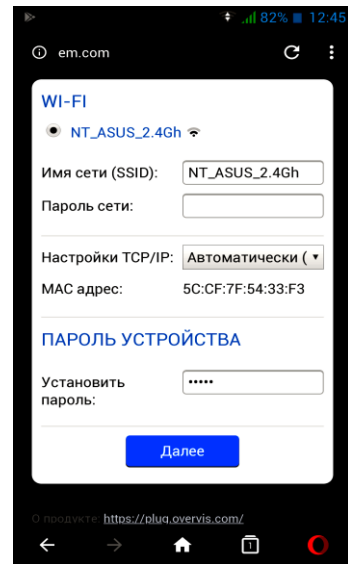 82% 12:45
em.com
WI-FI
NT_ASUS_2.4Gh
Имя сети (SSID): NT_ASUS_2.4Gh
Пароль сети:
Настройки TCP/IP: Автоматически (
MAC адрес: 5C:CF:7F:54:33:F3
ПАРОЛЬ УСТРОЙСТВА
Установить •••••
пароль:
Далее
О продукте: https://plug.overvis.com/
1